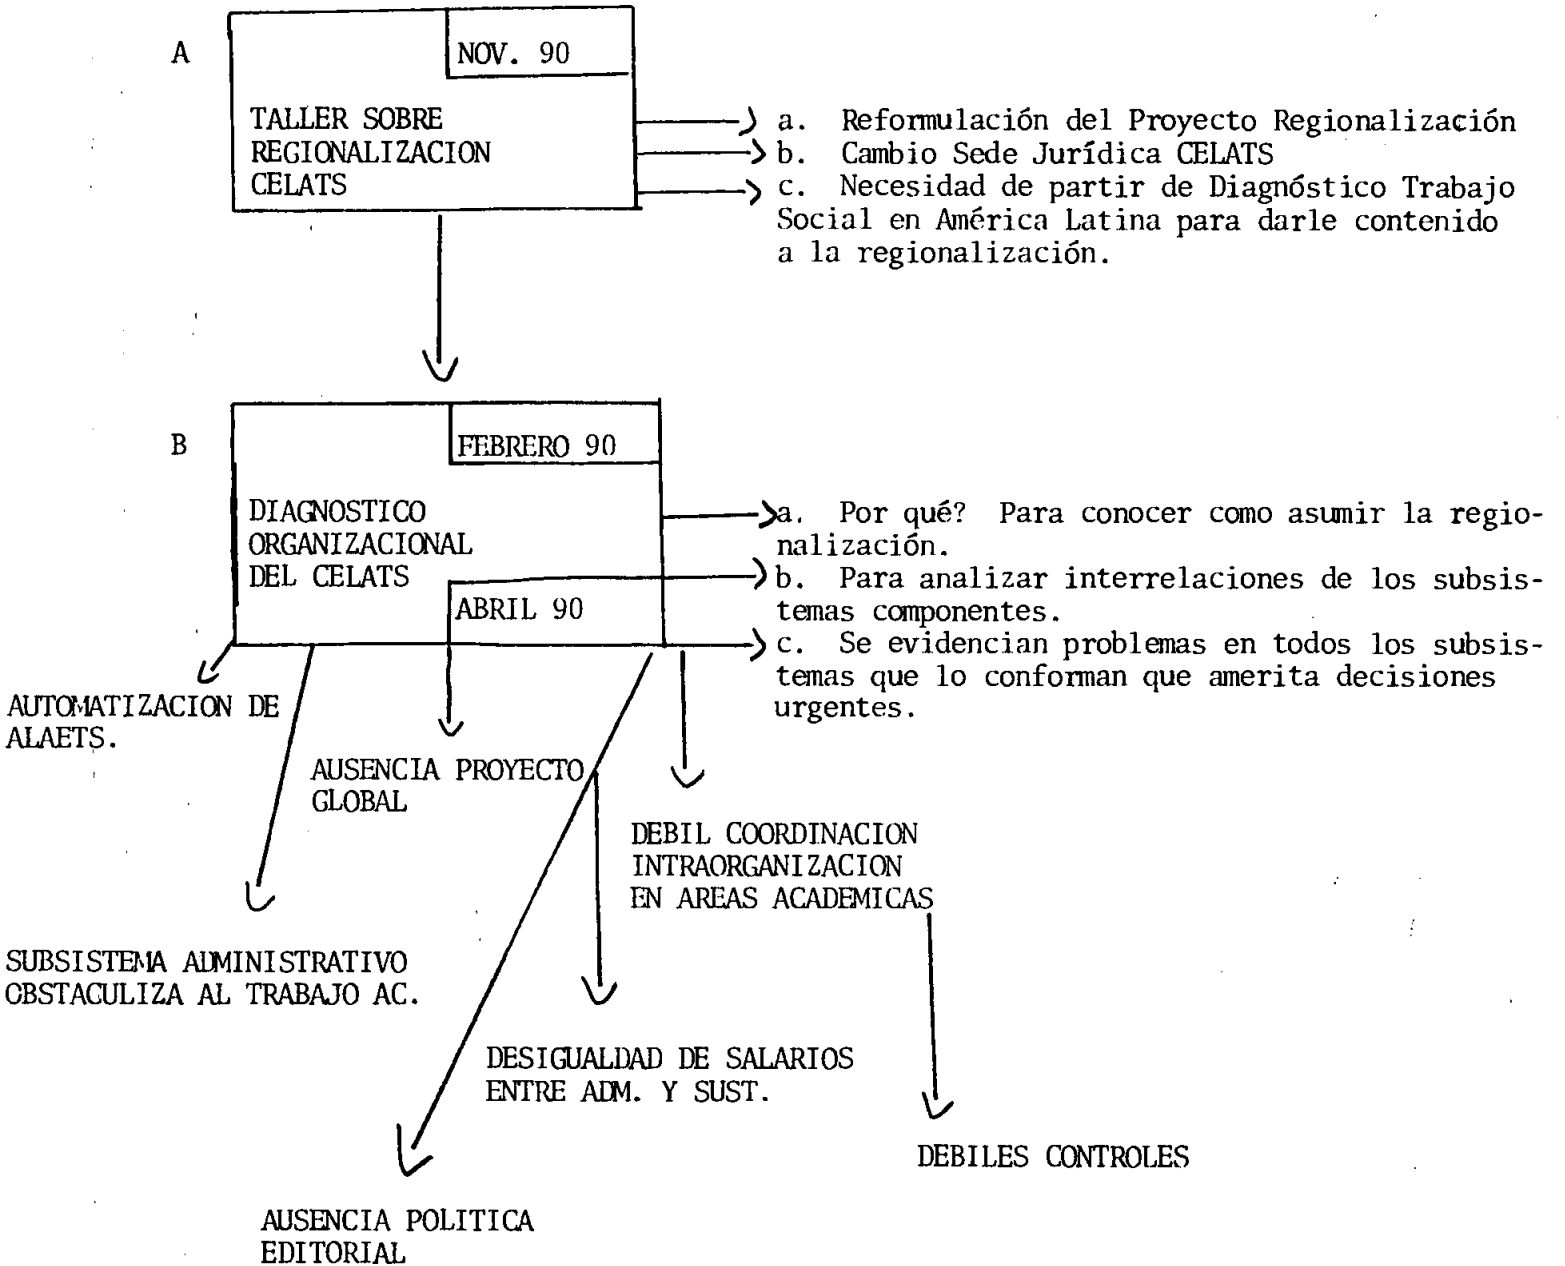 A
NOV. 90
TALLER SOBRE
REGIONALIZACION
CELATS
a. Reformulación del Proyecto Regionalización
b. Cambio Sede Jurídica CELATS
c. Necesidad de partir de Diagnóstico Trabajo
Social en América Latina para darle contenido
a la regionalización.
B
FEBRERO 90
DIAGNOSTICO
ORGANIZACIONAL
DEL CELATS
ABRIL 90
a. Por qué? Para conocer como asumir la regio-
nalización.
b. Para analizar interrelaciones de los subsis-
temas componentes.
c. Se evidencian problemas en todos los subsis-
temas que lo conforman que amerita decisiones
urgentes.
AUTOMATIZACION DE
ALAETS.
AUSENCIA PROYECTO
GLOBAL
DEBIL COORDINACION
INTRAORGANIZACION
EN AREAS ACADEMICAS
SUBSISTEMA ADMINISTRATIVO
OBSTACULIZA AL TRABAJO AC.
DESIGUALDAD DE SALARIOS
ENTRE ADM. Y SUST.
DEBILES CONTROLES
AUSENCIA POLITICA
EDITORIAL